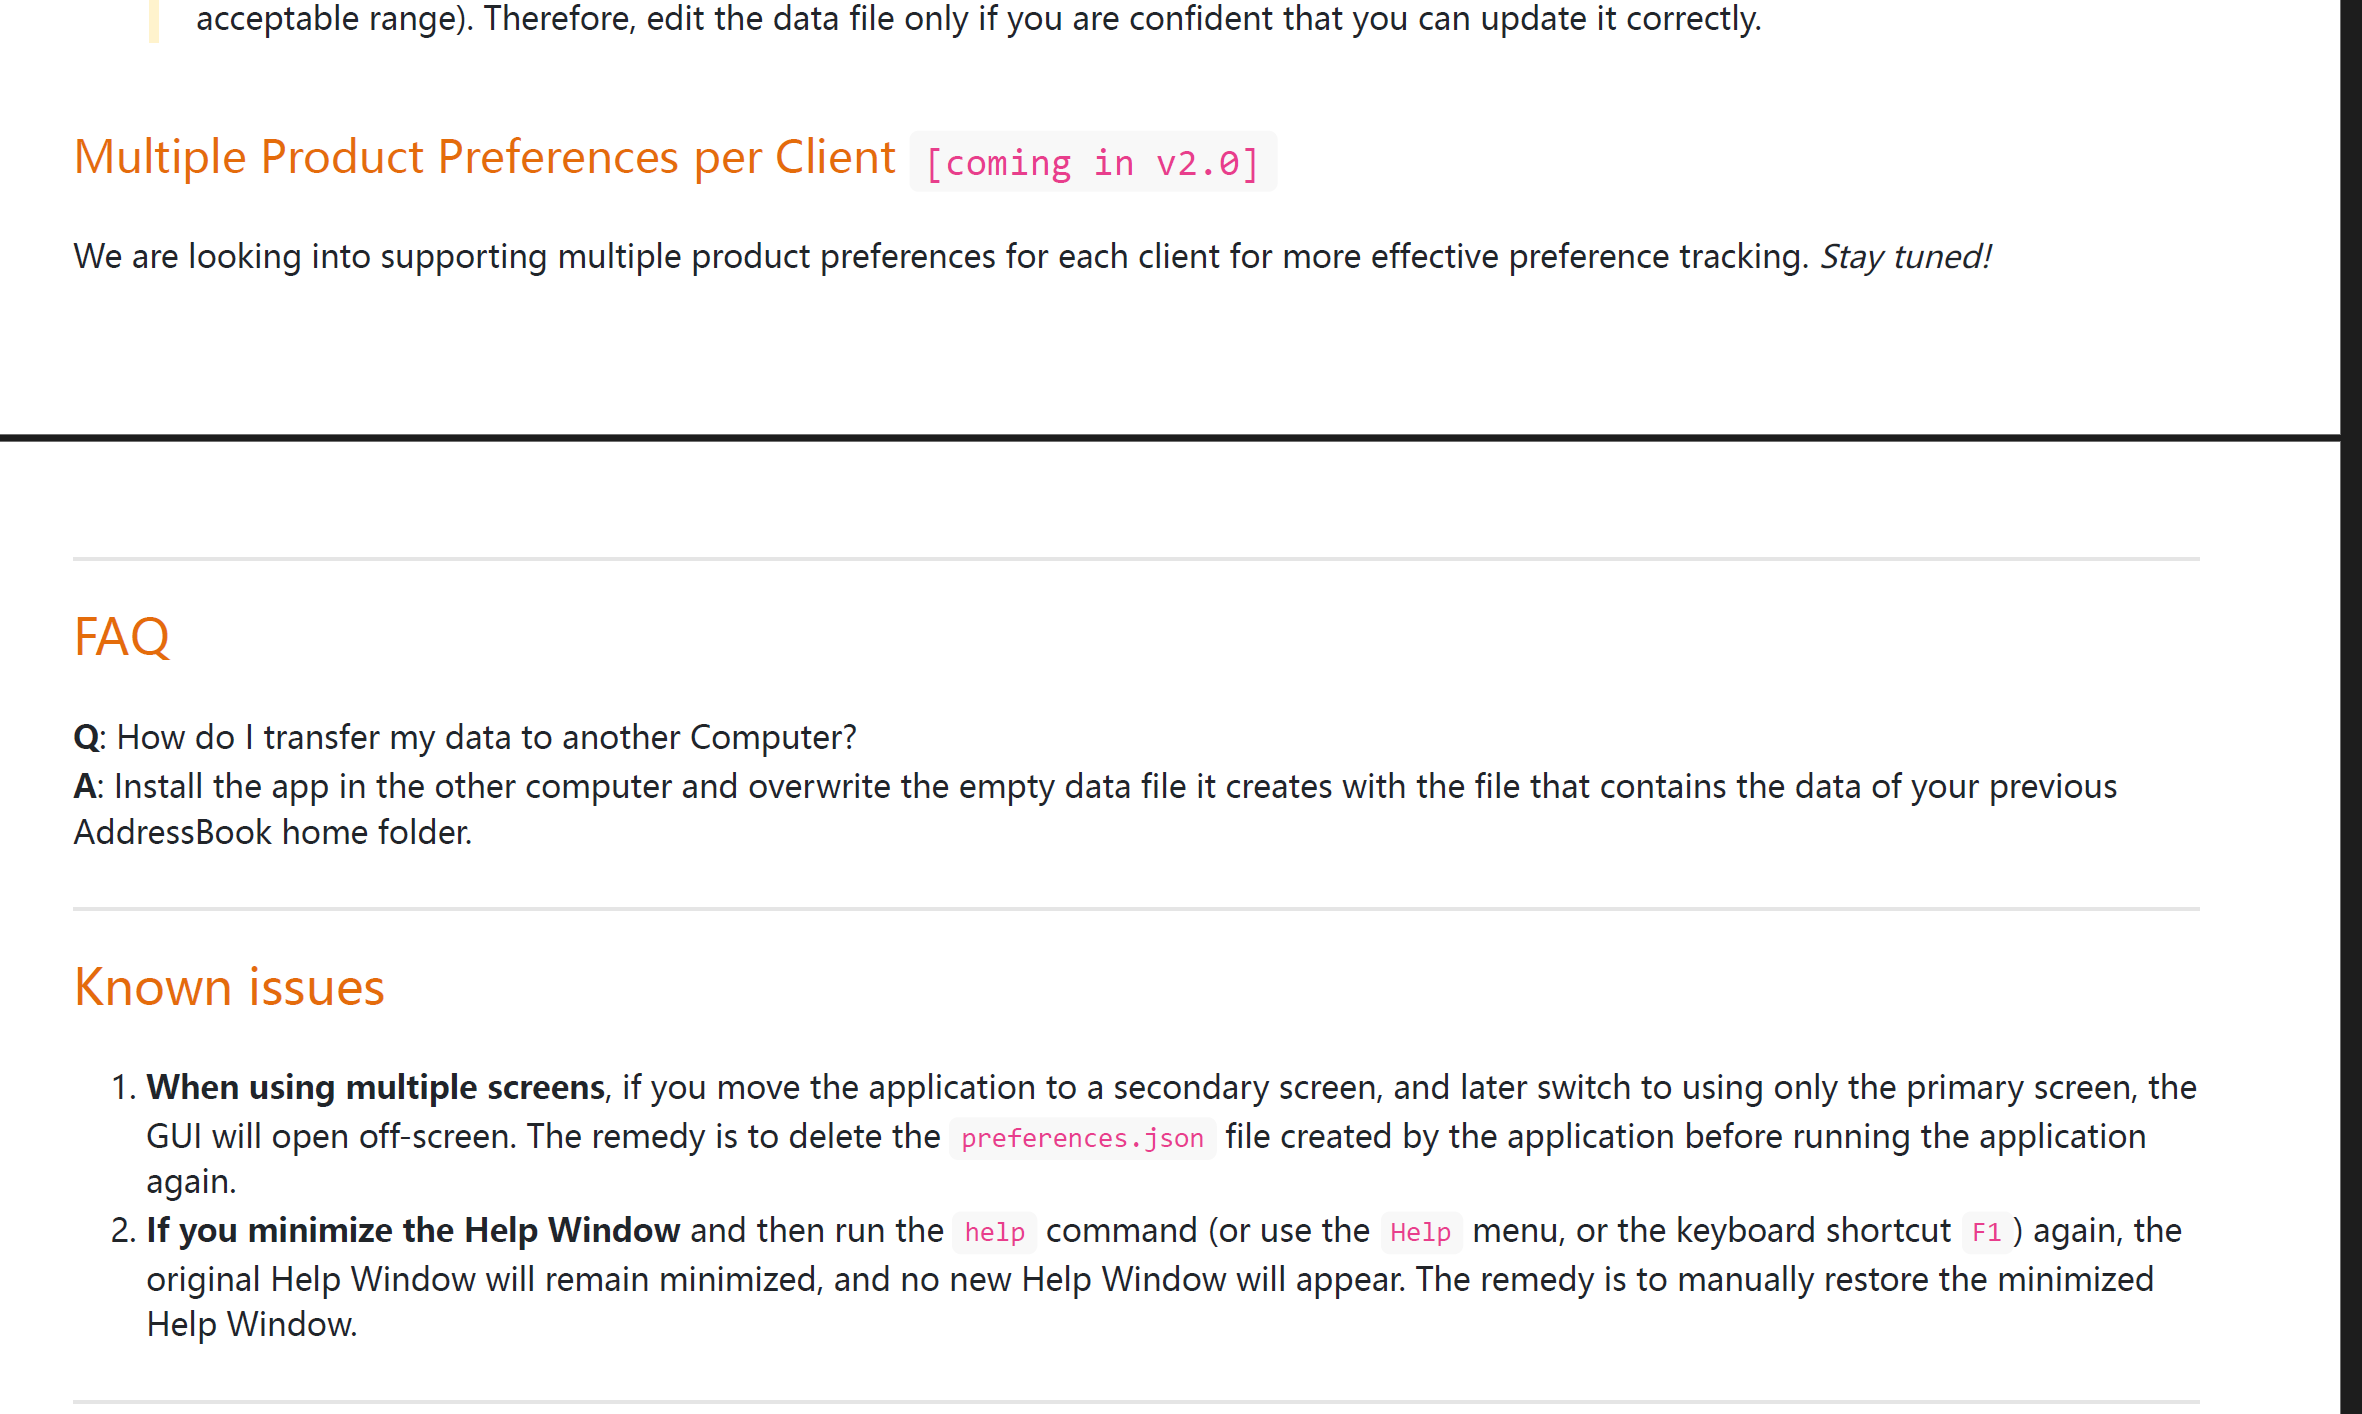 acceptable range). Therefore, edit the data file only if you are confident that you can update it correctly.
Multiple Product Preferences per Client [coming in v2.0]
We are looking into supporting multiple product preferences for each client for more effective preference tracking. Stay tuned!
FAQ
Q: How do I transfer my data to another Computer?
A: Install the app in the other computer and overwrite the empty data file it creates with the file that contains the data of your previous
AddressBook home folder.
Known issues
1. When using multiple screens, if you move the application to a secondary screen, and later switch to using only the primary screen, the
GUI will open off-screen. The remedy is to delete the preferences.json file created by the application before running the application
again.
2. If you minimize the Help Window and then run the help command (or use the Help menu, or the keyboard shortcut F1) again, the
original Help Window will remain minimized, and no new Help Window will appear. The remedy is to manually restore the minimized
Help Window.